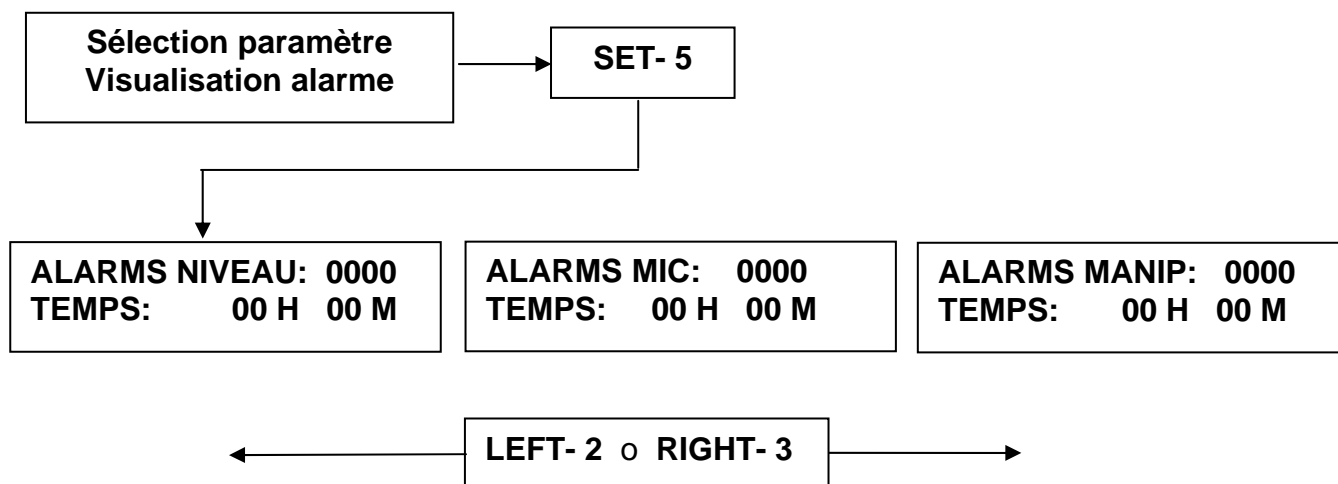 Sélection paramètre
Visualisation alarme
SET- 5
ALARMS NIVEAU: 0000
TEMPS: 00 H 00 M
ALARMS MIC: 0000
TEMPS: 00 H 00 M
ALARMS MANIP: 0000
TEMPS: 00 H 00 M
LEFT- 2 o RIGHT- 3